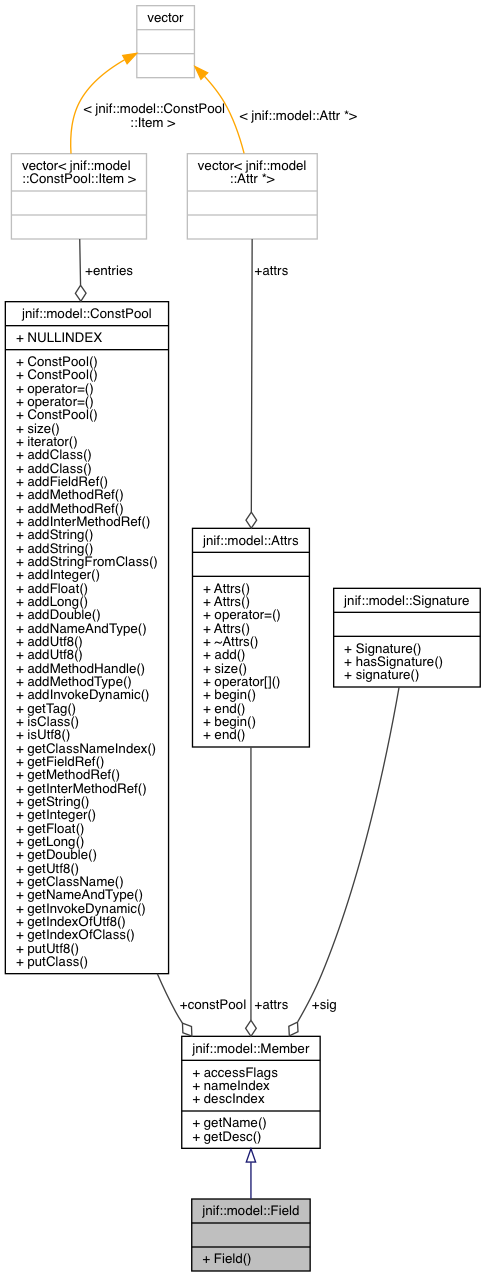 vector
< jnif::model::ConstPool
::Item >
< jnif::model::Attr *>
vector< jnif::model
::ConstPool::Item >
vector< jnif::model
::Attr *>
+entries
+attrs
jnif::model::ConstPool
+ NULLINDEX
+ ConstPool()
+ ConstPool()
+ operator=()
+ operator=()
+ ConstPool()
+ size()
+ iterator()
+ addClass()
+ addClass()
+ addFieldRef()
+ addMethodRef()
+ addMethodRef()
+ addInterMethodRef()
+ addString()
+ addString()
+ addStringFromClass()
+ addInteger()
+ addFloat()
+ addLong()
+ addDouble()
+ addNameAndType()
+ addUtf8()
+ addUtf8()
+ addMethodHandle()
+ addMethodType()
+ addInvokeDynamic()
+ getTag()
+ isClass()
+ isUtf8()
+ getClassNameIndex()
+ getFieldRef()
+ getMethodRef()
+ getInterMethodRef()
+ getString()
+ getInteger()
+ getFloat()
+ getLong()
+ getDouble()
+ getUtf8()
+ getClassName()
+ getNameAndType()
+ getInvokeDynamic()
+ getIndexOfUtf8()
+ getIndexOfClass()
+ putUtf8()
+ putClass()
jnif::model::Attrs
+ Attrs()
+ Attrs()
+ operator=()
+ Attrs()
+ ~Attrs()
+ add()
+ size()
+ operator[]()
+ begin()
+ end()
+ begin()
+ end()
jnif::model::Signature
+ Signature()
+ hasSignature()
+ signature()
+constPool
+attrs
+sig
jnif::model::Member
+ accessFlags
+ nameIndex
+ descIndex
+ getName()
+ getDesc()
jnif::model::Field
+ Field()